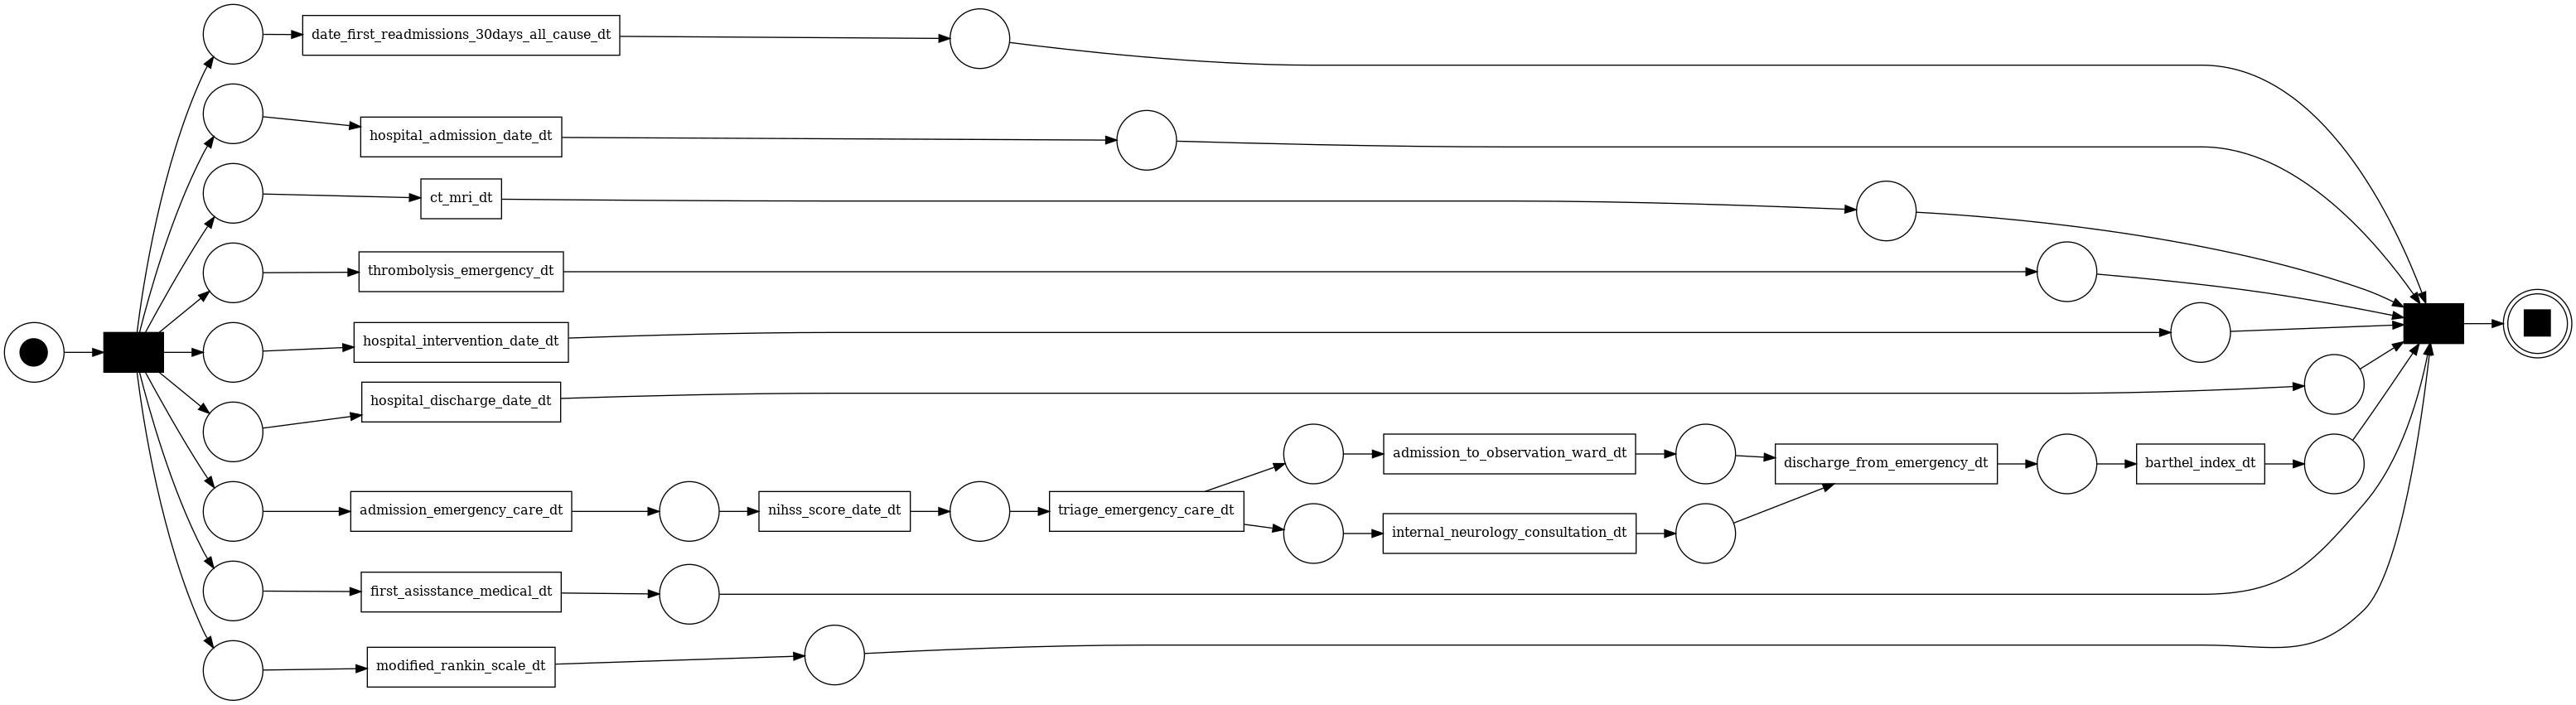 date_first_readmissions_30days_all_cause_dt
hospital_admission_date_dt
ct_mri_dt
thrombolysis_emergency_dt
hospital_intervention_date_dt
hospital_discharge_date_dt
admission_to_observation_ward_dt
discharge_from_emergency_dt
barthel_index_dt
admission_emergency_care_dt
nihss_score_date_dt
triage_emergency_care_dt
internal_neurology_consultation_dt
first_asisstance_medical_dt
modified_rankin_scale_dt